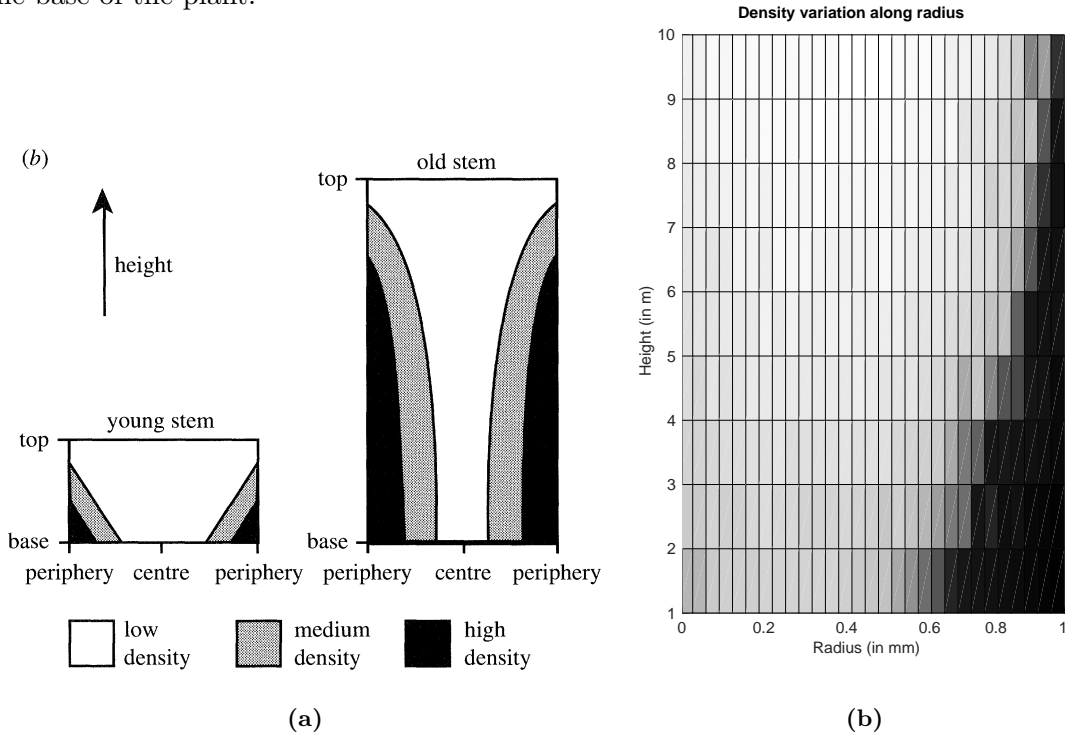 he base of the plant.
(b)
height
young stem
top
base
periphery centre periphery
old stem
top
base
periphery centre periphery
low density
medium density
high density
(a)
Density variation along radius
10
9
8
7
6
5
4
3
2
1
Height (in m)
0 0.2 0.4 0.6 0.8 1
Radius (in mm)
(b)